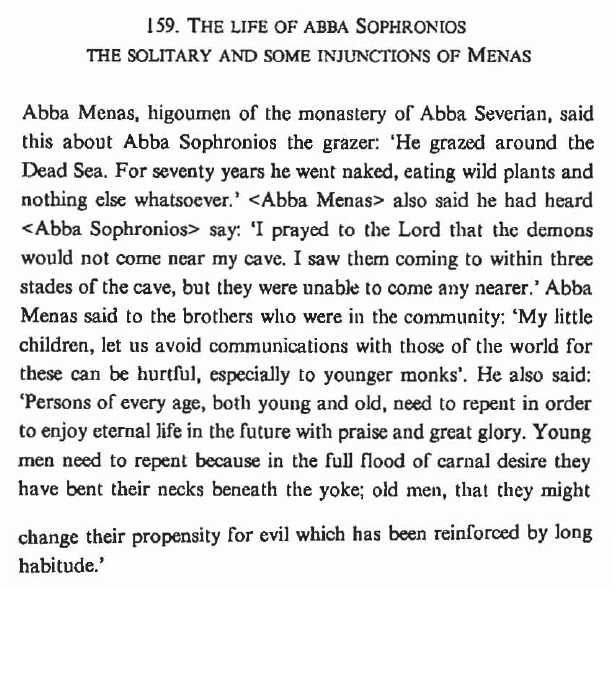 159. THE LIFE OF ABBA SOPHRONIOS
THE SOLITARY AND SOME INJUNCTIONS OF MENAS
Abba Menas, higoumen of the monastery of Abba Severian, said
this about Abba Sophronios the grazer: ‘He grazed around the
Dead Sea. For seventy years he went naked, eating wild plants and
nothing else whatsoever.’ <Abba Menas> also said he had heard
<Abba Sophronios> say: ‘I prayed to the Lord that the demons
would not come near my cave. I saw them coming to within three
stades of the cave, but they were unable to come any nearer.’ Abba
Menas said to the brothers who were in the community: ‘My little
children, let us avoid communications with those of the world for
these can be hurtful, especially to younger monks’. He also said:
‘Persons of every age, both young and old, need to repent in order
to enjoy eternal life in the future with praise and great glory. Young
men need to repent because in the full flood of carnal desire they
have bent their necks beneath the yoke; old men, that they might
change their propensity for evil which has been reinforced by long
habitude.’